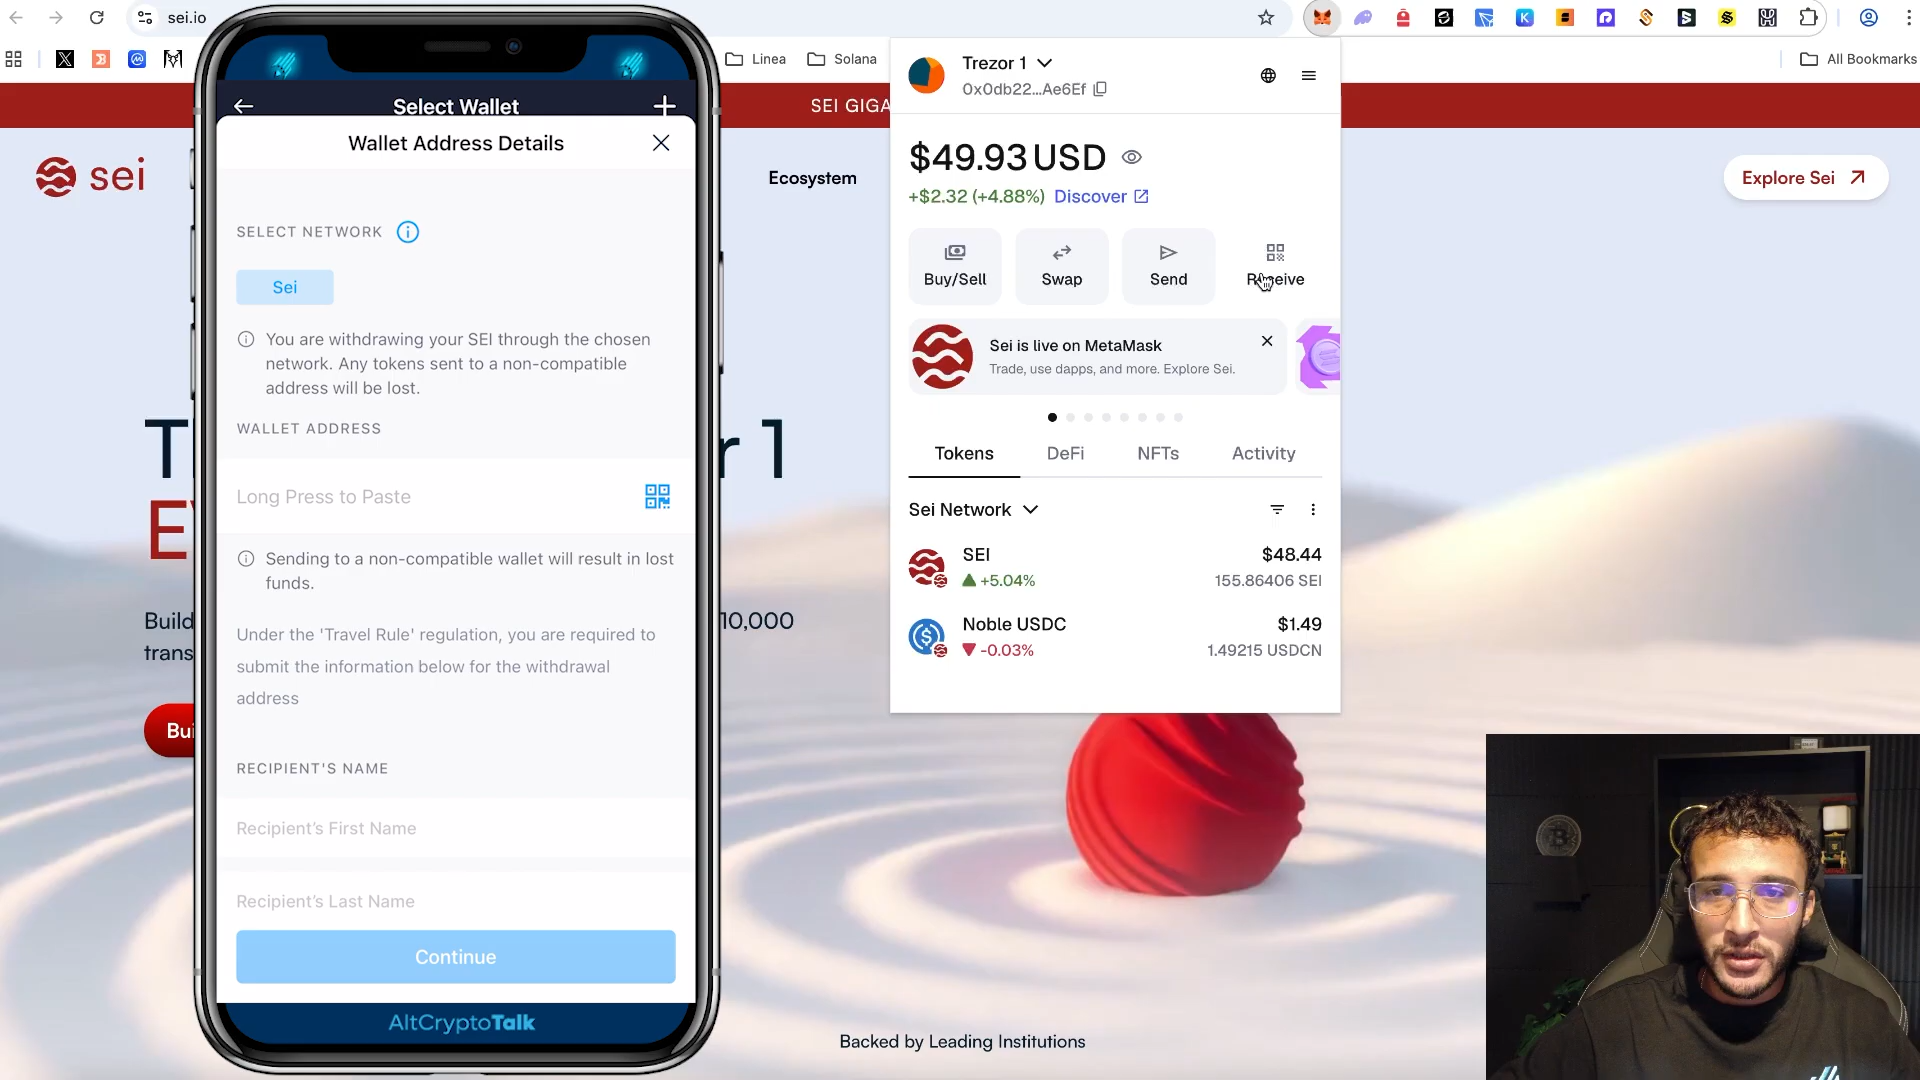 sei.io
Linea
Solana
All Bookmarks
SEI GIGA
sei
Ecosystem
Explore Sei
Build
10,000
trans
Bui
Backed by Leading Institutions
Select Wallet
Wallet Address Details
SELECT NETWORK
Sei
You are withdrawing your SEI through the chosen
network. Any tokens sent to a non-compatible
address will be lost.
WALLET ADDRESS
Long Press to Paste
Sending to a non-compatible wallet will result in lost
funds.
Under the 'Travel Rule' regulation, you are required to
submit the information below for the withdrawal
address
RECIPIENT'S NAME
Recipient's First Name
Recipient's Last Name
Continue
AltCryptoTalk
Trezor 1
0x0db22...Ae6Ef
$49.93 USD
+$2.32 (+4.88%) Discover
Buy/Sell
Swap
Send
Receive
Sei is live on MetaMask
Trade, use dapps, and more. Explore Sei.
Tokens
DeFi
NFTs
Activity
Sei Network
SEI
$48.44
+5.04%
155.86406 SEI
Noble USDC
$1.49
-0.03%
1.49215 USDCN